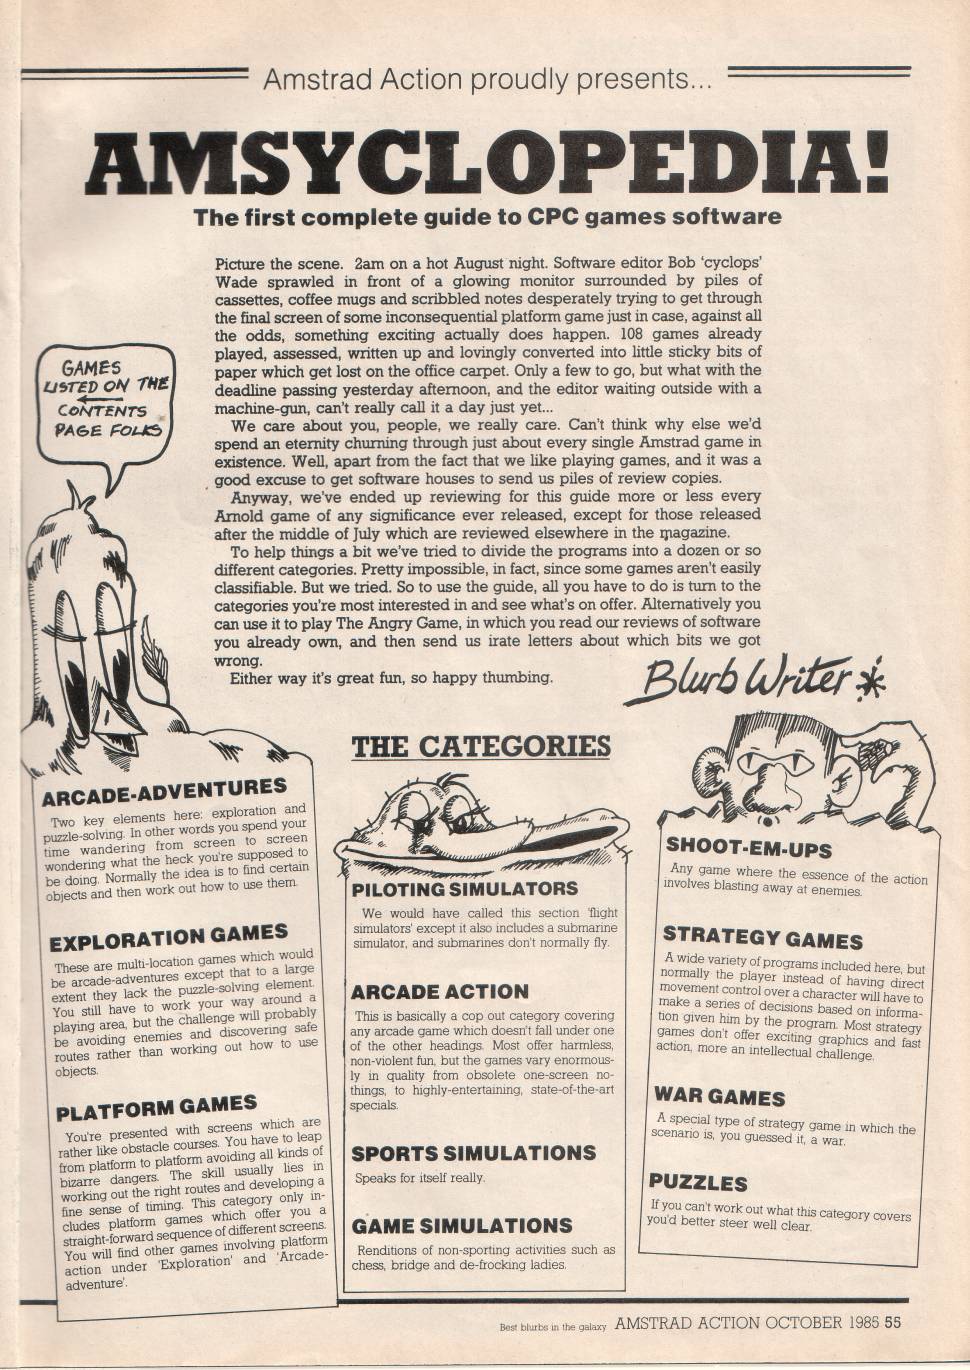 Amstrad Action proudly presents...
AMSYCLOPEDIA!
The first complete guide to CPC games software
Picture the scene. 2am on a hot August night. Software editor Bob 'cyclops'
Wade sprawled in front of a glowing monitor surrounded by piles of
cassettes, coffee mugs and scribbled notes desperately trying to get through
the final screen of some inconsequential platform game just in case, against all
the odds, something exciting actually does happen. 108 games already
played, assessed, written up and lovingly converted into little sticky bits of
paper which get lost on the office carpet. Only a few to go, but what with the
deadline passing yesterday afternoon, and the editor waiting outside with a
machine-gun, can't really call it a day just yet...
We care about you, people, we really care. Can't think why else we'd
spend an eternity churning through just about every single Amstrad game in
existence. Well, apart from the fact that we like playing games, and it was a
good excuse to get software houses to send us piles of review copies.
Anyway, we've ended up reviewing for this guide more or less every
Arnold game of any significance ever released, except for those released
after the middle of July which are reviewed elsewhere in the magazine.
To help things a bit we've tried to divide the programs into a dozen or so
different categories. Pretty impossible, in fact, since some games aren't easily
classifiable. But we tried. So to use the guide, all you have to do is turn to the
categories you're most interested in and see what's on offer. Alternatively you
can use it to play The Angry Game, in which you read our reviews of software
you already own, and then send us irate letters about which bits we got
wrong.
Either way it's great fun, so happy thumbing.
Blurb Writer *
GAMES
LISTED ON THE
CONTENTS
PAGE FOLKS
THE CATEGORIES
ARCADE-ADVENTURES
Two key elements here: exploration and
puzzle-solving. In other words you spend your
time wandering from screen to screen
wondering what the heck you're supposed to
be doing. Normally the idea is to find certain
objects and then work out how to use them.
EXPLORATION GAMES
These are multi-location games which would
be arcade-adventures except that to a large
extent they lack the puzzle-solving element.
You still have to work your way around a
playing area, but the challenge will probably
be avoiding enemies and discovering safe
routes rather than working out how to use
objects.
PLATFORM GAMES
You're presented with screens which are
rather like obstacle courses. You have to leap
from platform to platform avoiding all kinds of
bizarre dangers. The skill usually lies in
working out the right routes and developing a
fine sense of timing. This category only in-
cludes platform games which offer you a
straight-forward sequence of different screens.
You will find other games involving platform
action under 'Exploration' and 'Arcade-
adventure'.
PILOTING SIMULATORS
We would have called this section 'flight
simulators' except it also includes a submarine
simulator, and submarines don't normally fly.
ARCADE ACTION
This is basically a cop out category covering
any arcade game which doesn't fall under one
of the other headings. Most offer harmless,
non-violent fun, but the games vary enormous-
ly in quality from obsolete one-screen no-
things, to highly-entertaining, state-of-the-art
specials.
SPORTS SIMULATIONS
Speaks for itself really.
GAME SIMULATIONS
Renditions of non-sporting activities such as
chess, bridge and de-frocking ladies.
SHOOT-EM-UPS
Any game where the essence of the action
involves blasting away at enemies.
STRATEGY GAMES
A wide variety of programs included here, but
normally the player instead of having direct
movement control over a character will have to
make a series of decisions based on informa-
tion given him by the program. Most strategy
games don't offer exciting graphics and fast
action, more an intellectual challenge.
WAR GAMES
A special type of strategy game in which the
scenario is, you guessed it, a war.
PUZZLES
If you can't work out what this category covers
you'd better steer well clear.
Best blurbs in the galaxy AMSTRAD ACTION OCTOBER 1985 55